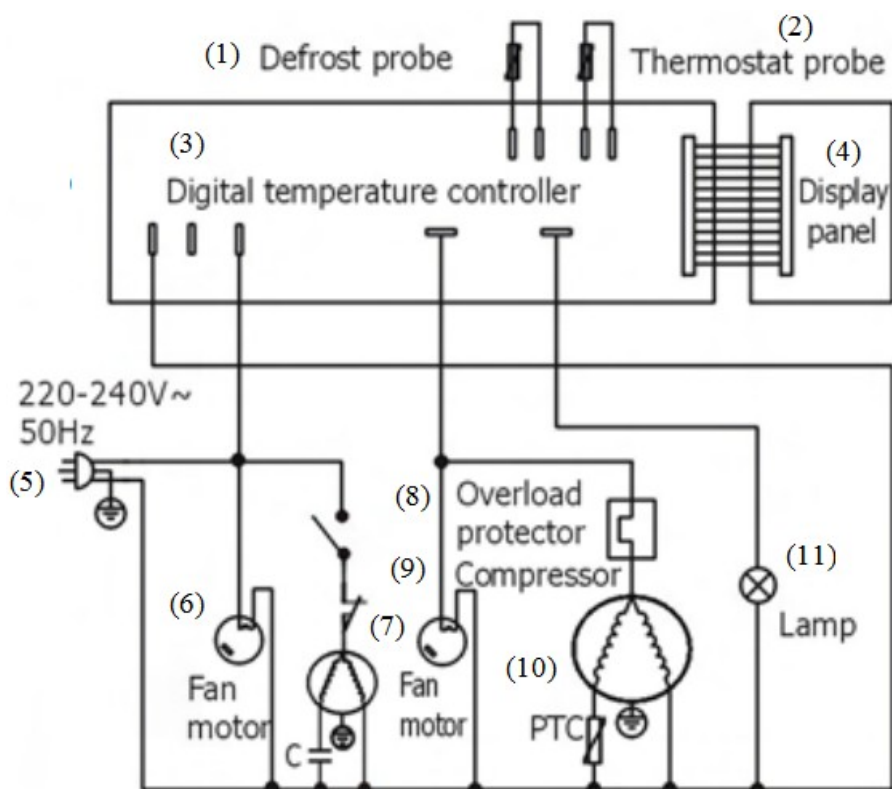 (1) Defrost probe
(2)
Thermostat probe
(3)
Digital temperature controller
(4)
Display
panel
220-240V~
50Hz
(5)
(6)
Fan
motor
(7)
C
(8) Overload
protector
(9) Compressor
Fan
motor
(10)
PTC
(11)
Lamp